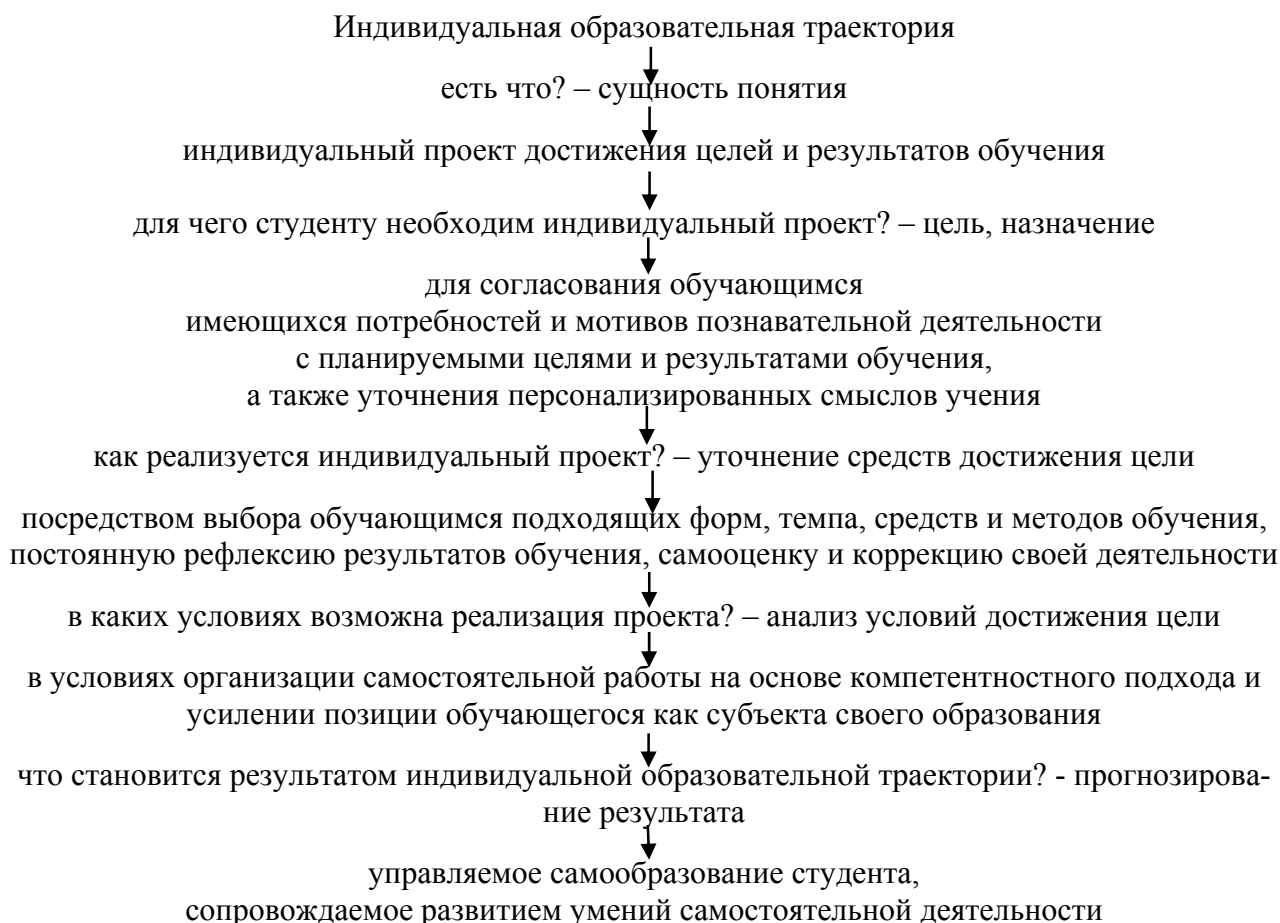 Индивидуальная образовательная траектория
есть что? – сущность понятия
индивидуальный проект достижения целей и результатов обучения
для чего студенту необходим индивидуальный проект? – цель, назначение
для согласования обучающимся
имеющихся потребностей и мотивов познавательной деятельности
с планируемыми целями и результатами обучения,
а также уточнения персонализированных смыслов учения
как реализуется индивидуальный проект? – уточнение средств достижения цели
посредством выбора обучающимся подходящих форм, темпа, средств и методов обучения,
постоянную рефлексию результатов обучения, самооценку и коррекцию своей деятельности
в каких условиях возможна реализация проекта? – анализ условий достижения цели
в условиях организации самостоятельной работы на основе компетентностного подхода и
усилении позиции обучающегося как субъекта своего образования
что становится результатом индивидуальной образовательной траектории? - прогнозирова-
ние результата
управляемое самообразование студента,
сопровождаемое развитием умений самостоятельной деятельности